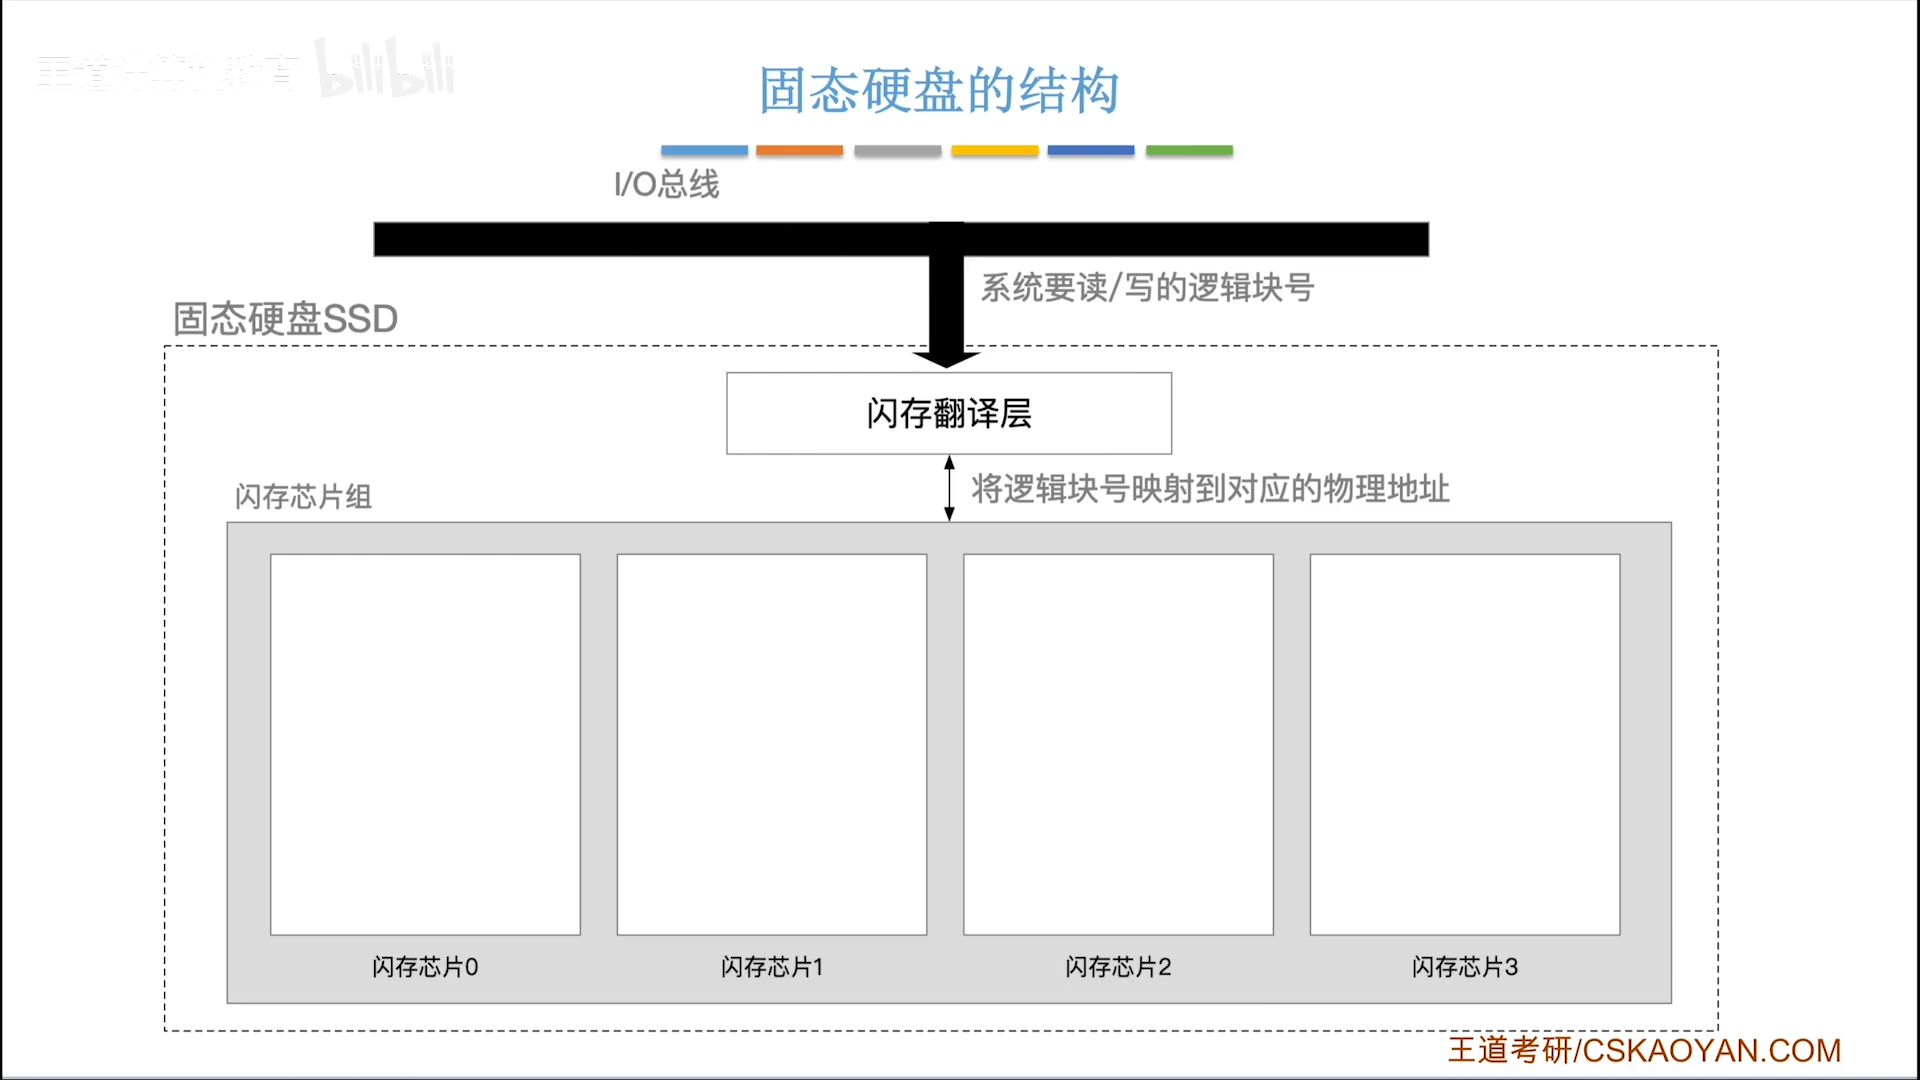 王道计算机教育 bilibili
固态硬盘的结构
I/O总线
系统要读/写的逻辑块号
固态硬盘SSD
闪存翻译层
将逻辑块号映射到对应的物理地址
闪存芯片组
闪存芯片0
闪存芯片1
闪存芯片2
闪存芯片3
王道考研/CSKAOYAN.COM